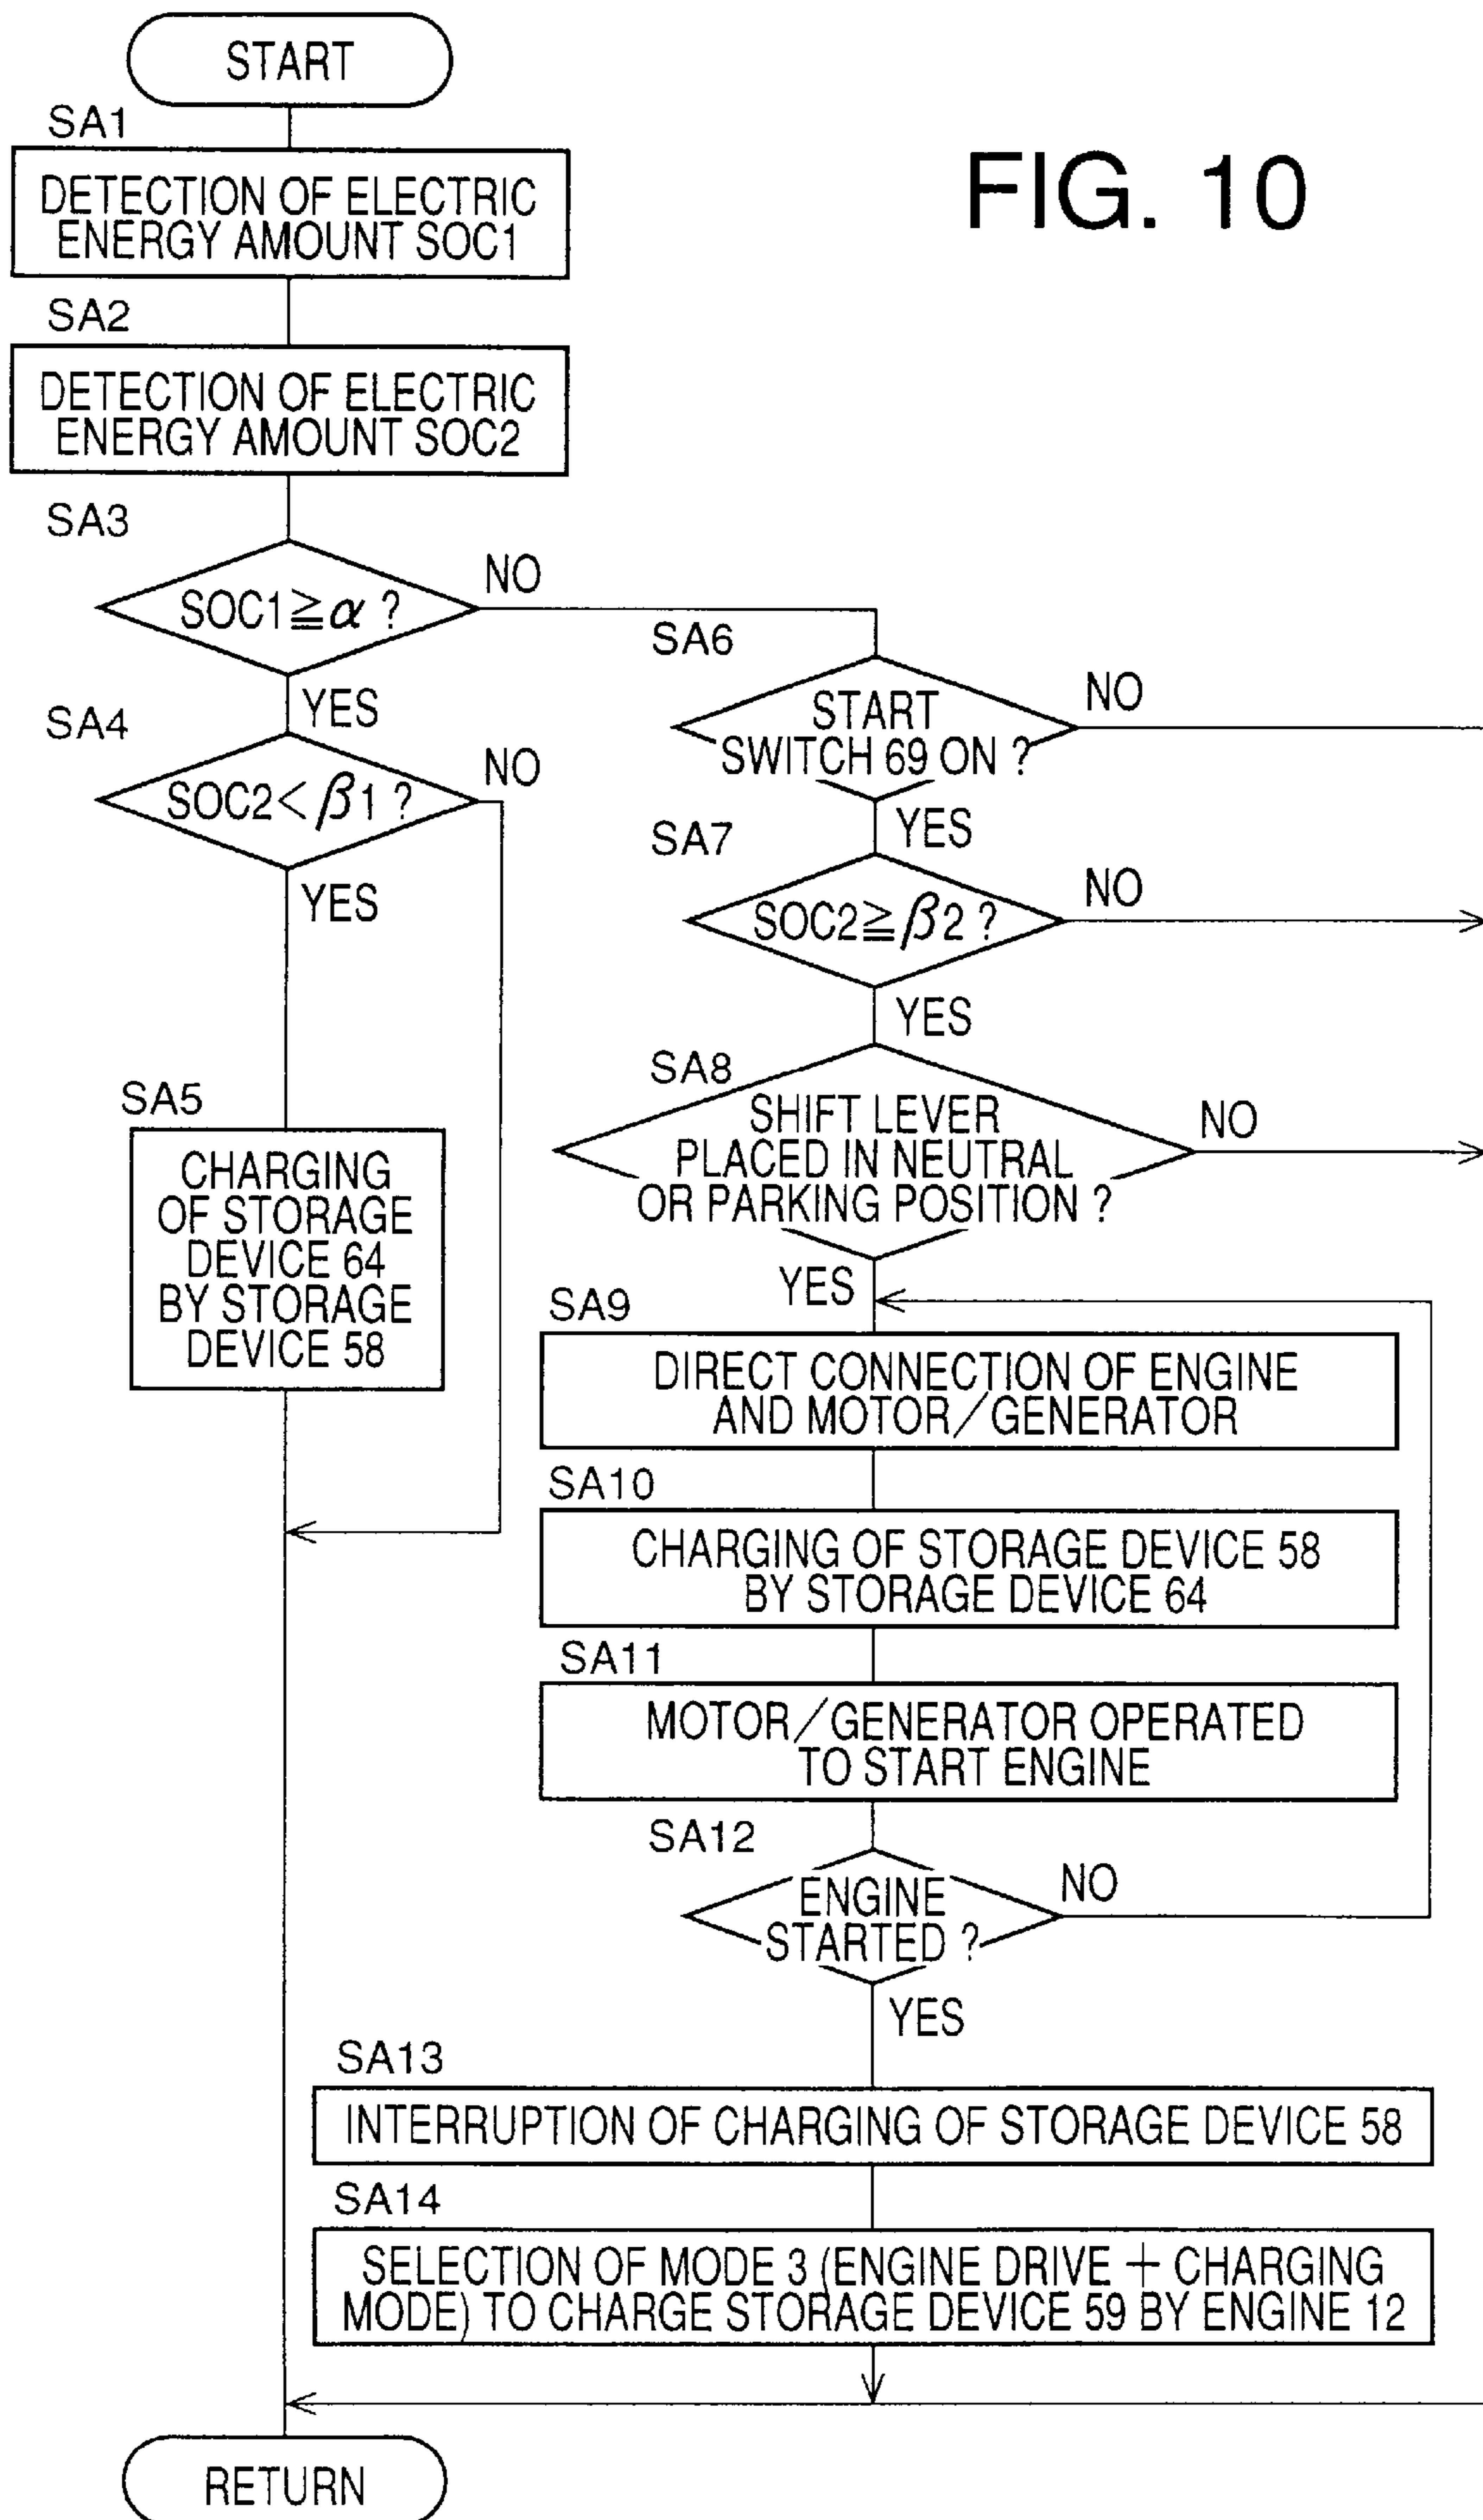 START
FIG. 10
SA1
DETECTION OF ELECTRIC
ENERGY AMOUNT SOC1
SA2
DETECTION OF ELECTRIC
ENERGY AMOUNT SOC2
SA3
SOC1≧α ?
NO
YES
SA4
SOC2<β1 ?
NO
YES
SA5
CHARGING
OF STORAGE
DEVICE 64
BY STORAGE
DEVICE 58
SA6
START
SWITCH 69 ON ?
NO
YES
SA7
SOC2≧β2 ?
NO
YES
SA8
SHIFT LEVER
PLACED IN NEUTRAL
OR PARKING POSITION ?
NO
YES
SA9
DIRECT CONNECTION OF ENGINE
AND MOTOR/GENERATOR
SA10
CHARGING OF STORAGE DEVICE 58
BY STORAGE DEVICE 64
SA11
MOTOR/GENERATOR OPERATED
TO START ENGINE
SA12
ENGINE
STARTED ?
NO
YES
SA13
INTERRUPTION OF CHARGING OF STORAGE DEVICE 58
SA14
SELECTION OF MODE 3 (ENGINE DRIVE + CHARGING
MODE) TO CHARGE STORAGE DEVICE 59 BY ENGINE 12
RETURN